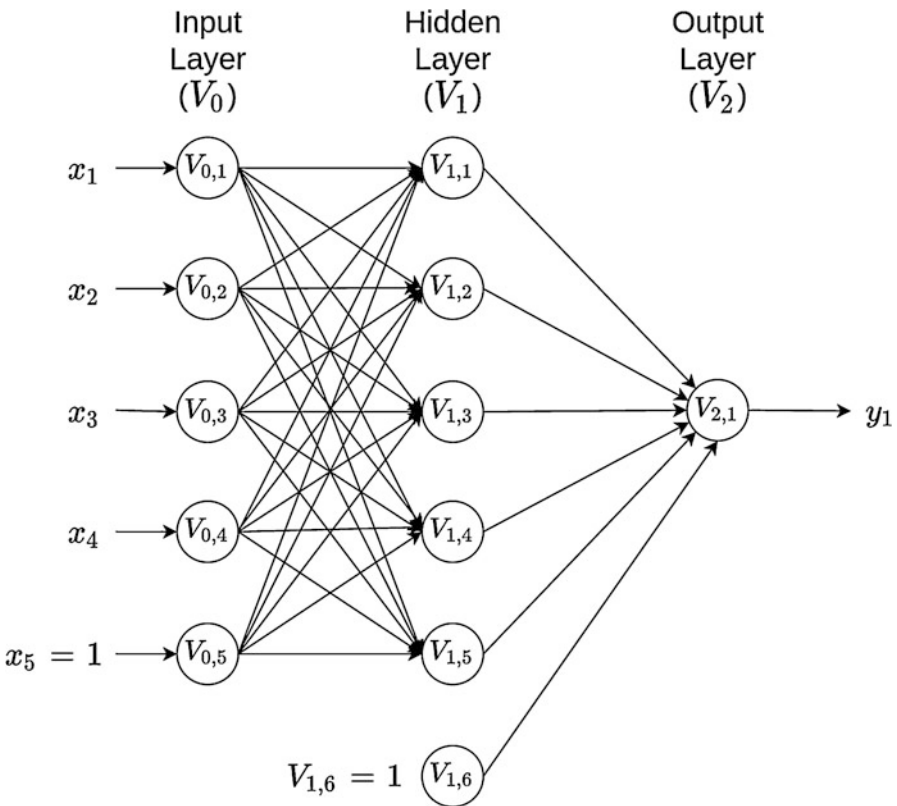 Input
Layer
(V₀)
Hidden
Layer
(V₁)
Output
Layer
(V₂)
x₁
V₀,₁
V₁,₁
x₂
V₀,₂
V₁,₂
x₃
V₀,₃
V₁,₃
V₂,₁
y₁
x₄
V₀,₄
V₁,₄
x₅ = 1
V₀,₅
V₁,₅
V₁,₆ = 1
V₁,₆